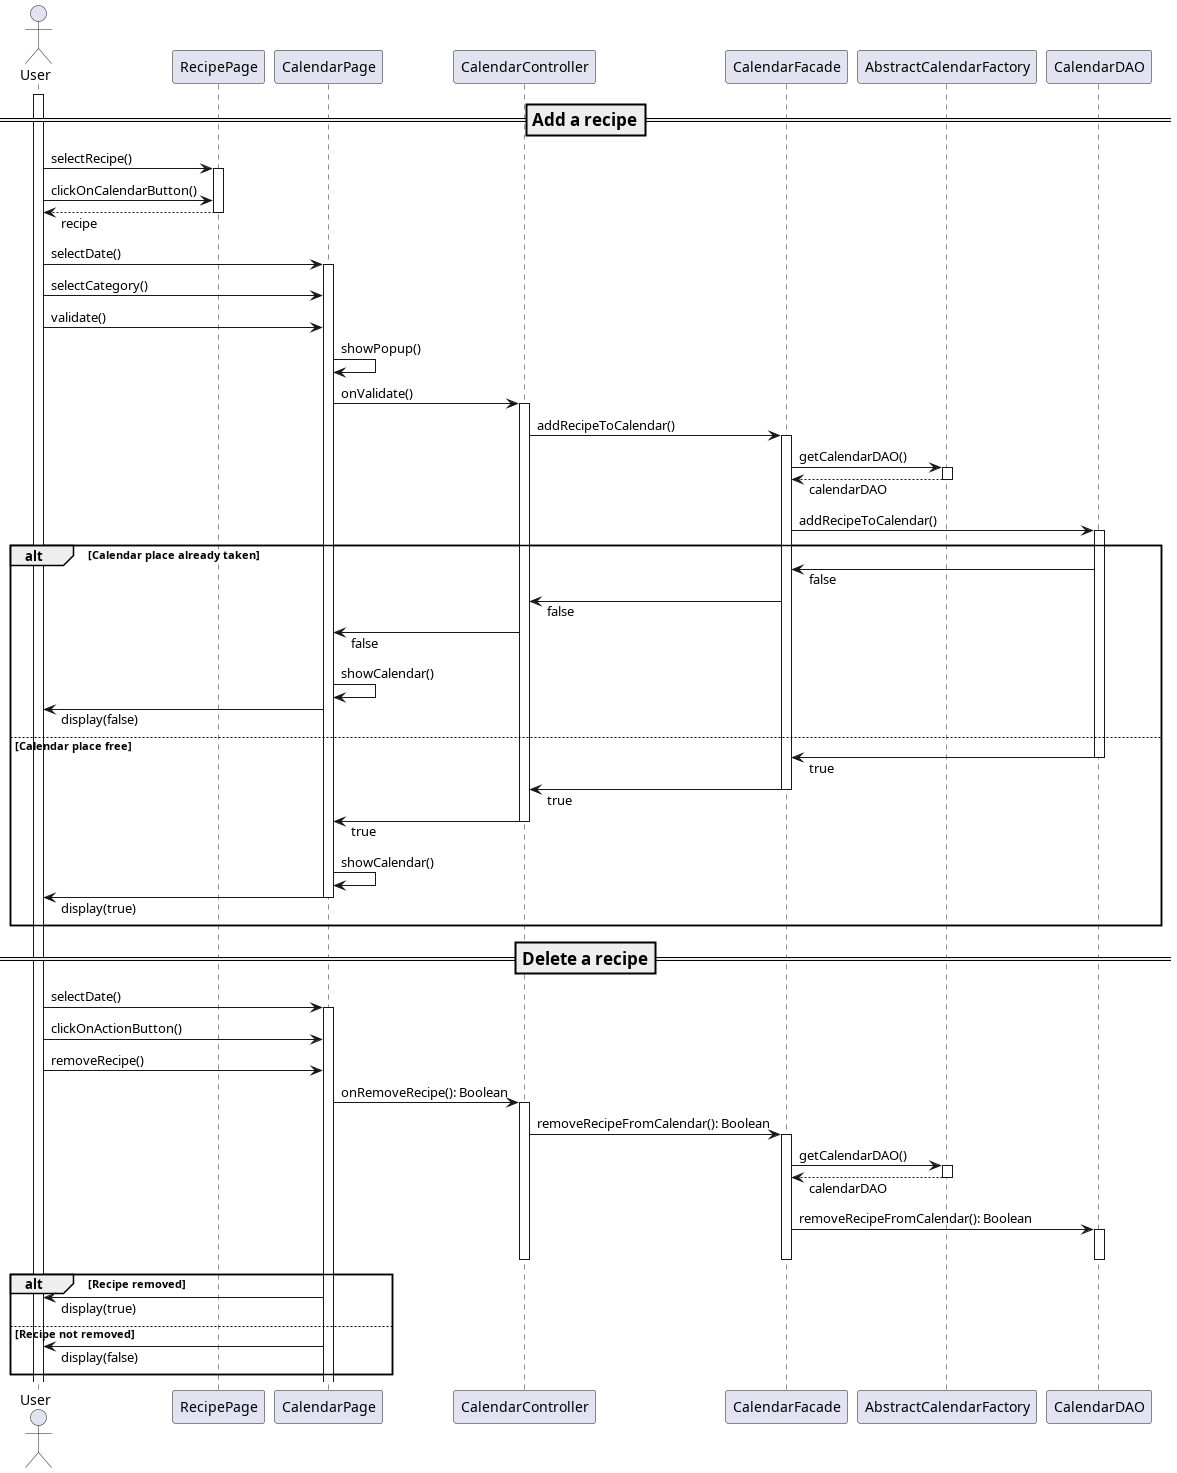 User
RecipePage
CalendarPage
CalendarController
CalendarFacade
AbstractCalendarFactory
CalendarDAO
Add a recipe
selectRecipe()
clickOnCalendarButton()
recipe
selectDate()
selectCategory()
validate()
showPopup()
onValidate()
addRecipeToCalendar()
getCalendarDAO()
calendarDAO
addRecipeToCalendar()
alt [Calendar place already taken]
false
false
false
showCalendar()
display(false)
[Calendar place free]
true
true
true
showCalendar()
display(true)
Delete a recipe
selectDate()
clickOnActionButton()
removeRecipe()
onRemoveRecipe(): Boolean
removeRecipeFromCalendar(): Boolean
getCalendarDAO()
calendarDAO
removeRecipeFromCalendar(): Boolean
alt [Recipe removed]
display(true)
[Recipe not removed]
display(false)
User
RecipePage
CalendarPage
CalendarController
CalendarFacade
AbstractCalendarFactory
CalendarDAO